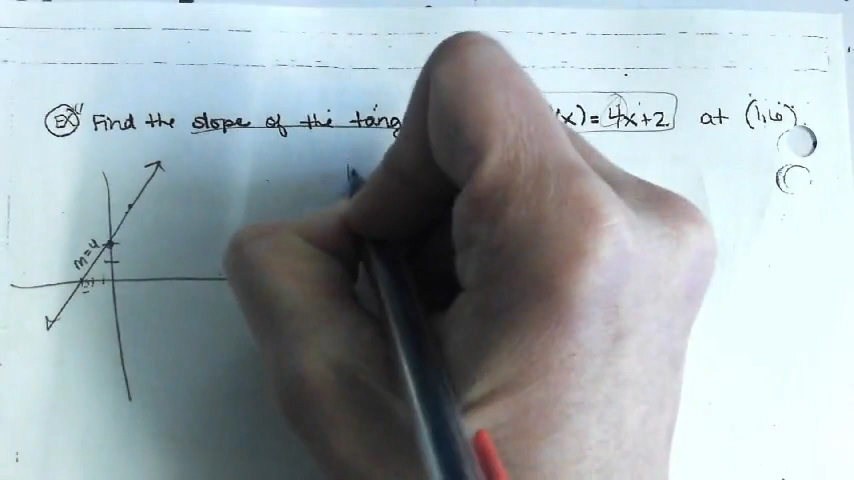 EX Find the slope of the tang x) = 4x+2 at (1,6).
m=4